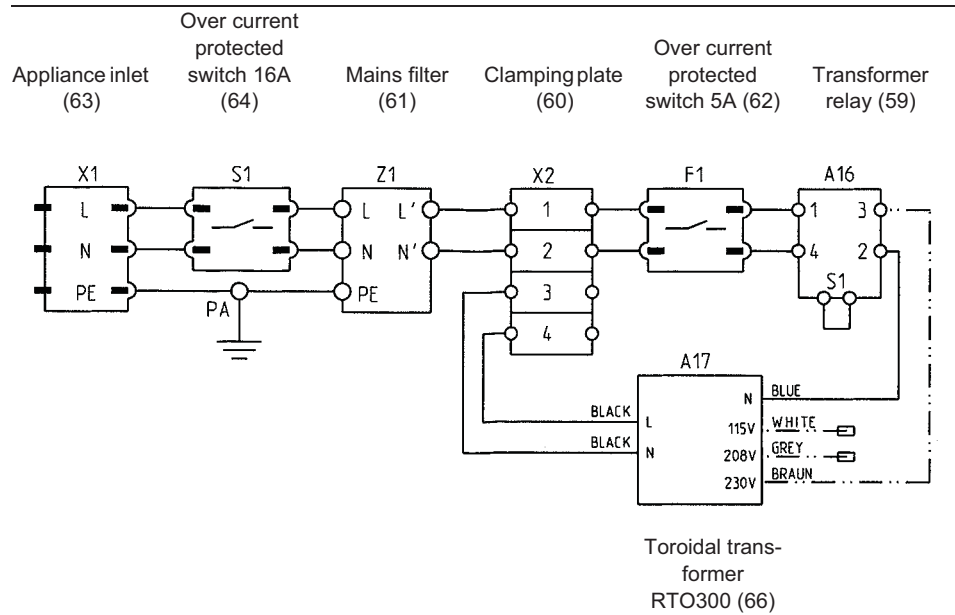 Over current
protected
switch 16A
(64)
Appliance inlet
(63)
Mains filter
(61)
Clamping plate
(60)
Over current
protected
switch 5A (62)
Transformer
relay (59)
X1
S1
Z1
X2
F1
A16
L
N
PE
PA
L L'
N N'
PE
1
2
3
4
1 3
4 2
S1
A17
BLACK L
BLACK N
N BLUE
115V WHITE
208V GREY
230V BRAUN
Toroidal trans-
former
RTO300 (66)